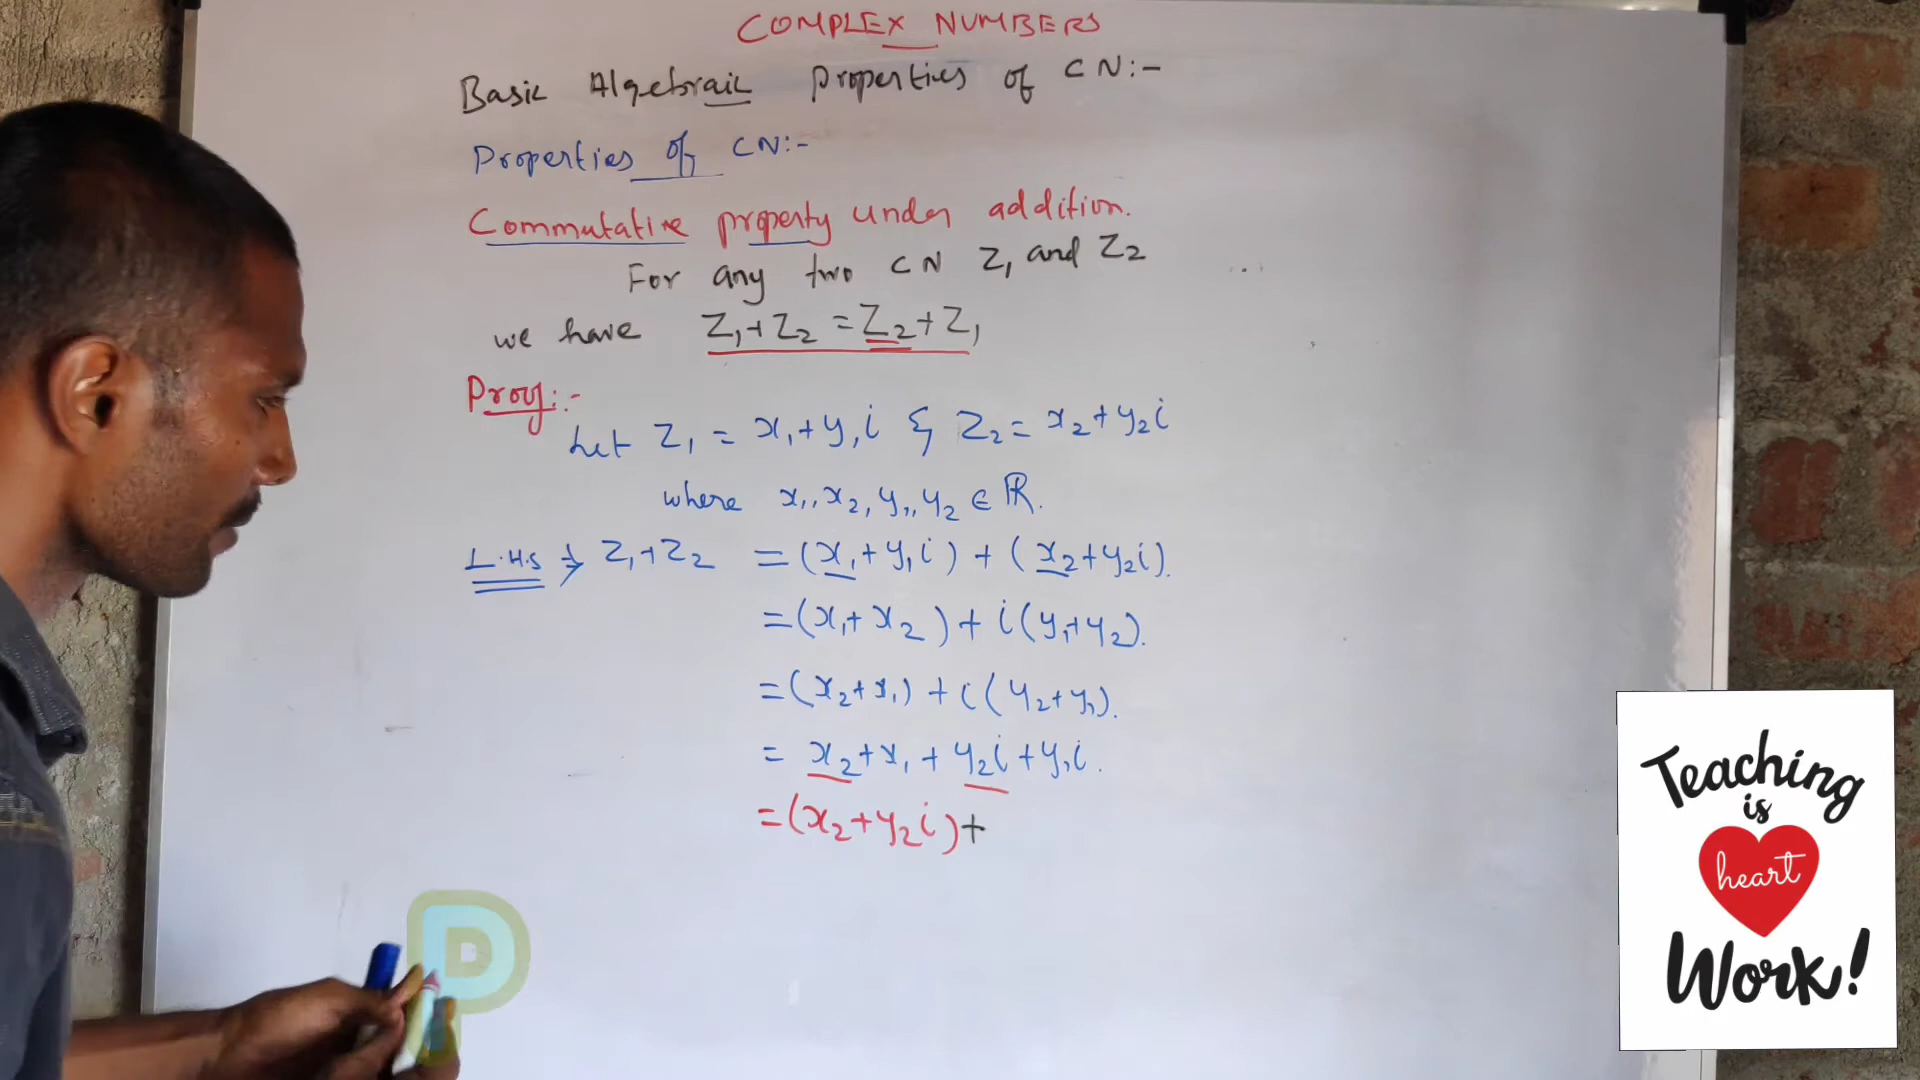 COMPLEX NUMBERS
Basic Algebraic Properties of CN:-
Properties of CN:-
Commutative property under addition.
For any two CN Z₁ and Z₂
we have Z₁+Z₂ = Z₂+Z₁
Proof:-
Let Z₁ = x₁+y₁i & Z₂ = x₂+y₂i
where x₁, x₂, y₁, y₂ ∈ ℝ.
L.H.S ⇒ Z₁+Z₂ = (x₁+y₁i) + (x₂+y₂i).
= (x₁+x₂) + i(y₁+y₂).
= (x₂+x₁) + i(y₂+y₁).
= x₂+x₁+y₂i+y₁i.
= (x₂+y₂i)+
P
Teaching
is
heart
Work!